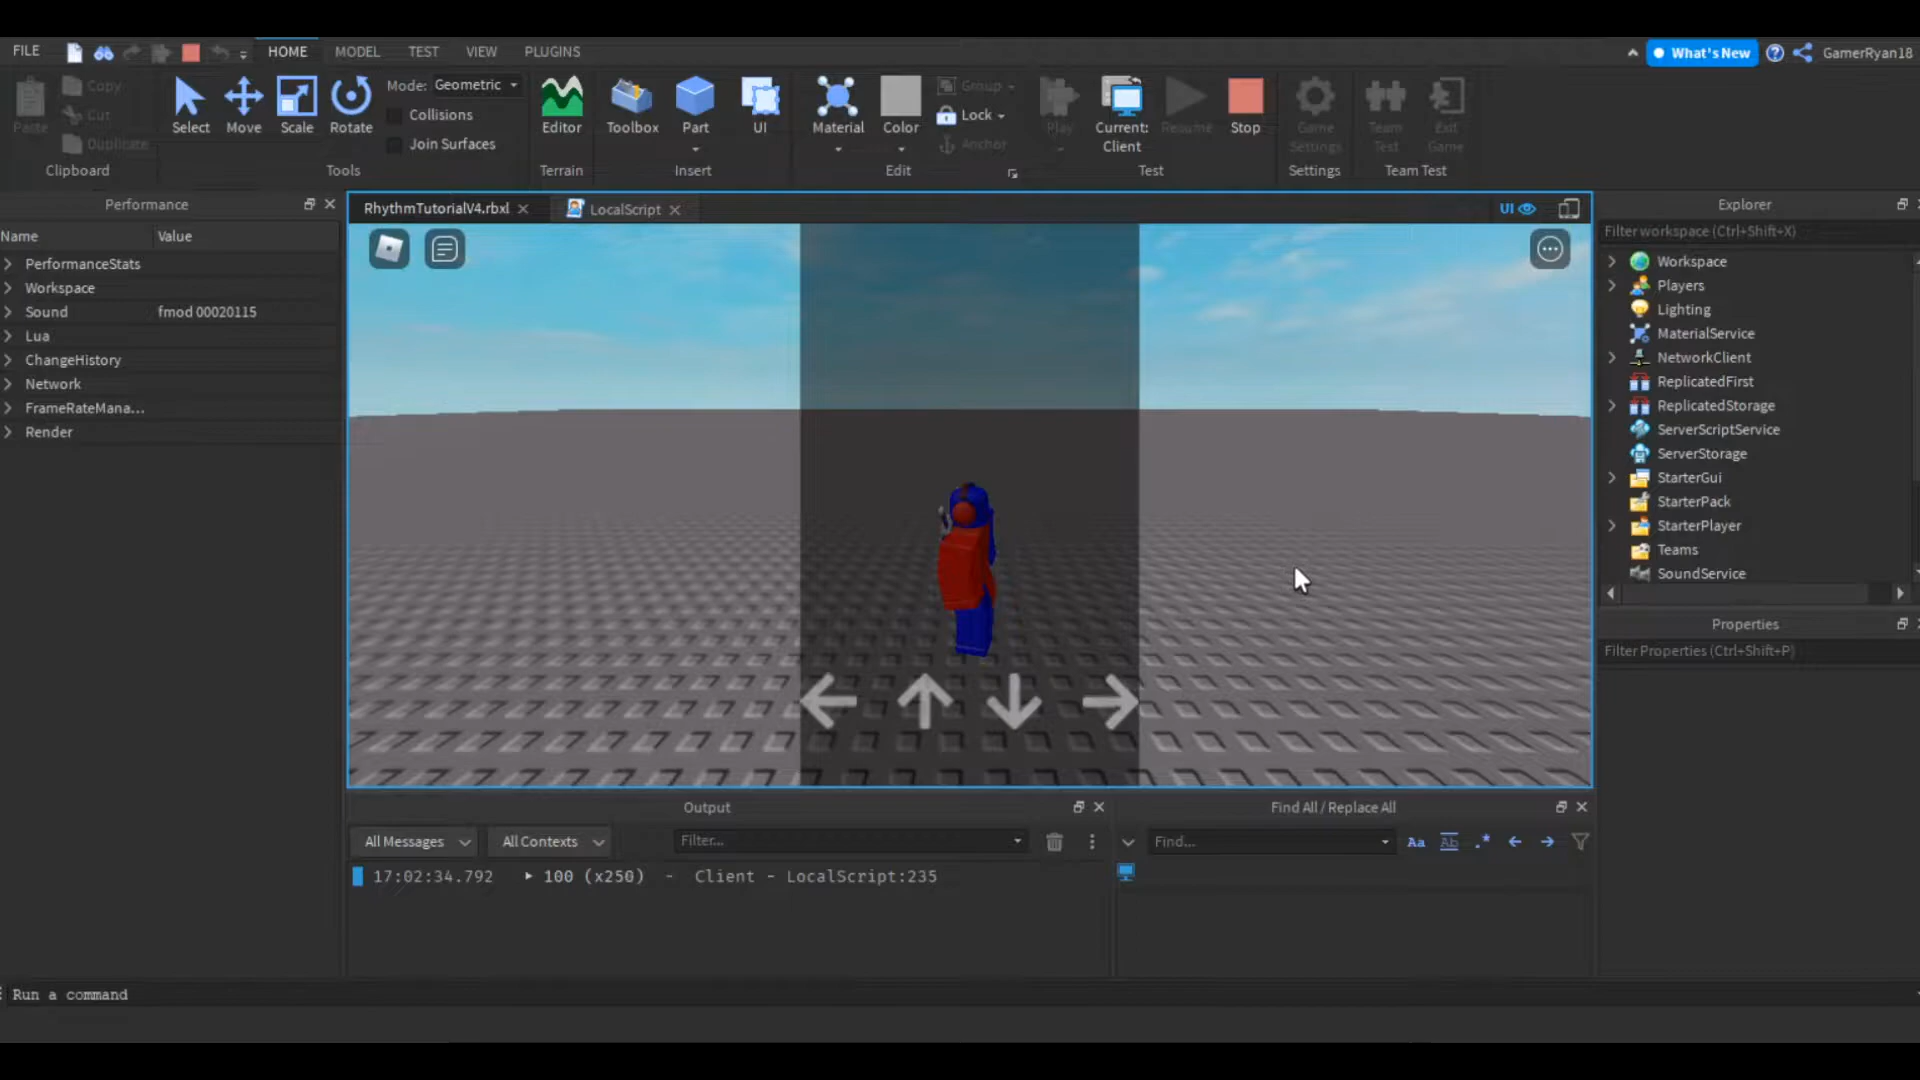 FILE HOME MODEL TEST VIEW PLUGINS What's New GamerRyan18
Paste Copy Cut Duplicate
Clipboard
Select Move Scale Rotate
Mode: Geometric
Collisions
Join Surfaces
Tools
Editor
Terrain
Toolbox Part UI
Insert
Material Color Group Lock Anchor
Edit
Play Current: Client Resume Stop
Test
Game Settings
Settings
Team Test Exit Game
Team Test
Performance
Name Value
PerformanceStats
Workspace
Sound fmod 00020115
Lua
ChangeHistory
Network
FrameRateMana...
Render
RhythmTutorialV4.rbxl LocalScript UI
Explorer
Filter workspace (Ctrl+Shift+X)
Workspace
Players
Lighting
MaterialService
NetworkClient
ReplicatedFirst
ReplicatedStorage
ServerScriptService
ServerStorage
StarterGui
StarterPack
StarterPlayer
Teams
SoundService
Properties
Filter Properties (Ctrl+Shift+P)
Output
All Messages All Contexts Filter...
17:02:34.792 100 (x250) - Client - LocalScript:235
Find All / Replace All
Find... Aa Ab .*
Run a command